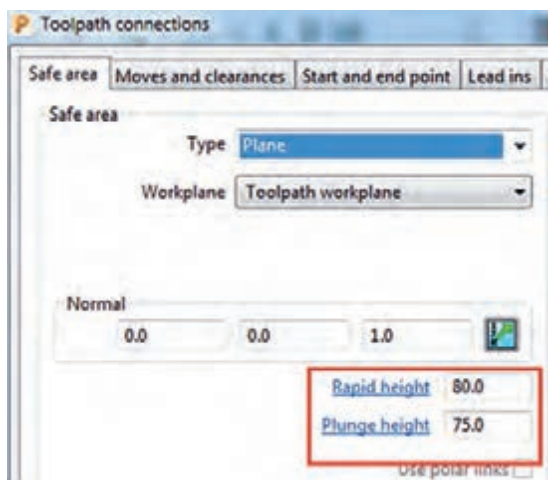 Toolpath connections
Safe area Moves and clearances Start and end point Lead ins
Safe area
Type Plane
Workplane Toolpath workplane
Normal
0.0 0.0 1.0
Rapid height 80.0
Plunge height 75.0
Use polar links